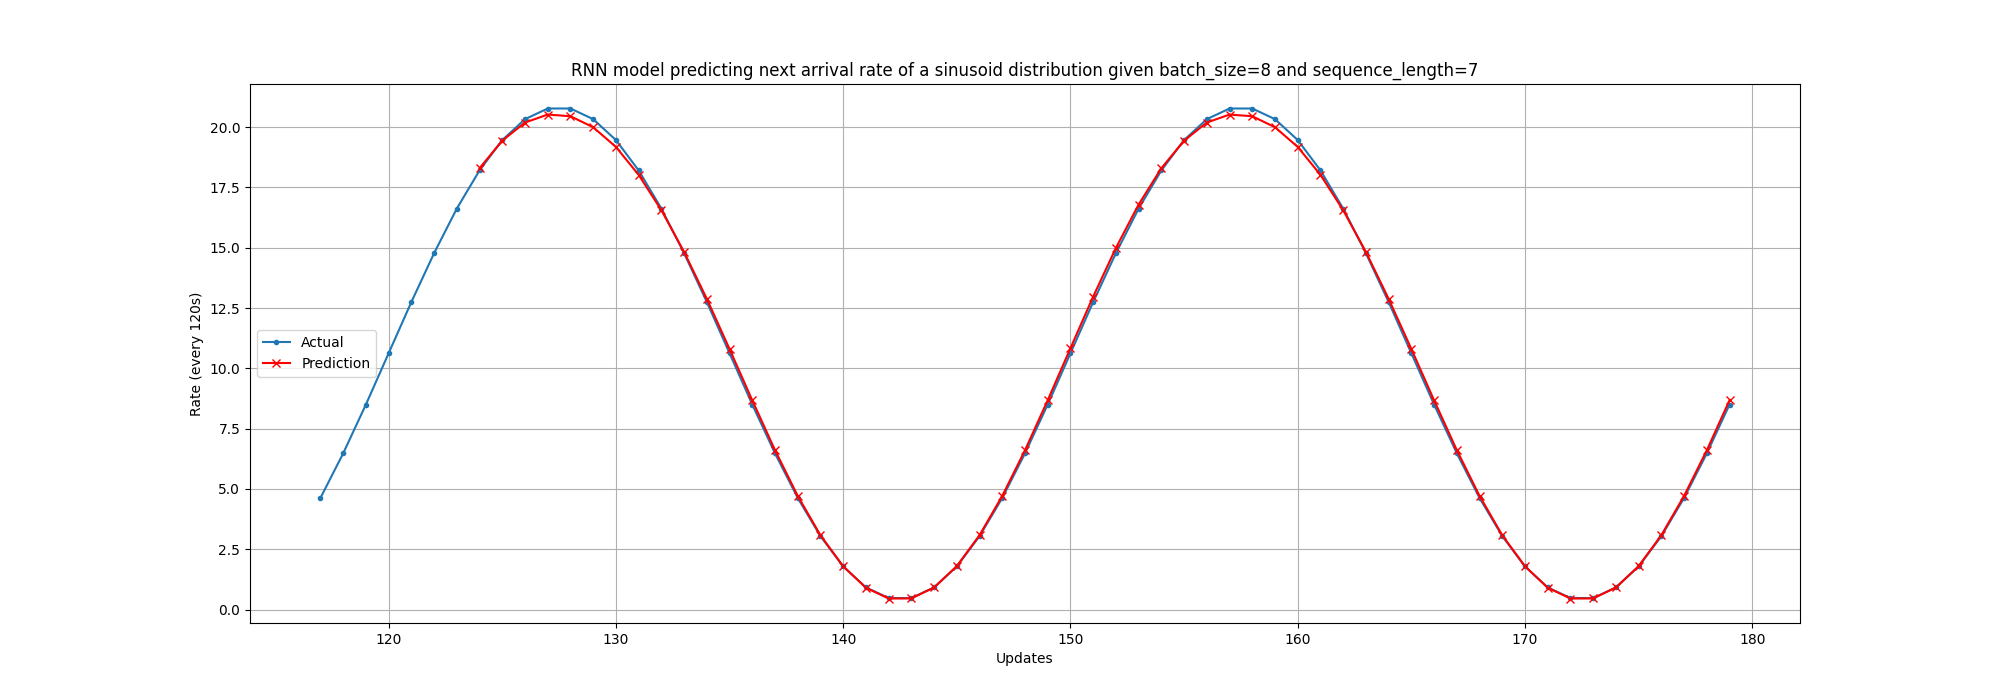 RNN model predicting next arrival rate of a sinusoid distribution given batch_size=8 and sequence_length=7
20.0
17.5
15.0
12.5
10.0
7.5
5.0
2.5
0.0
Rate (every 120s)
Actual
Prediction
120 130 140 150 160 170 180
Updates